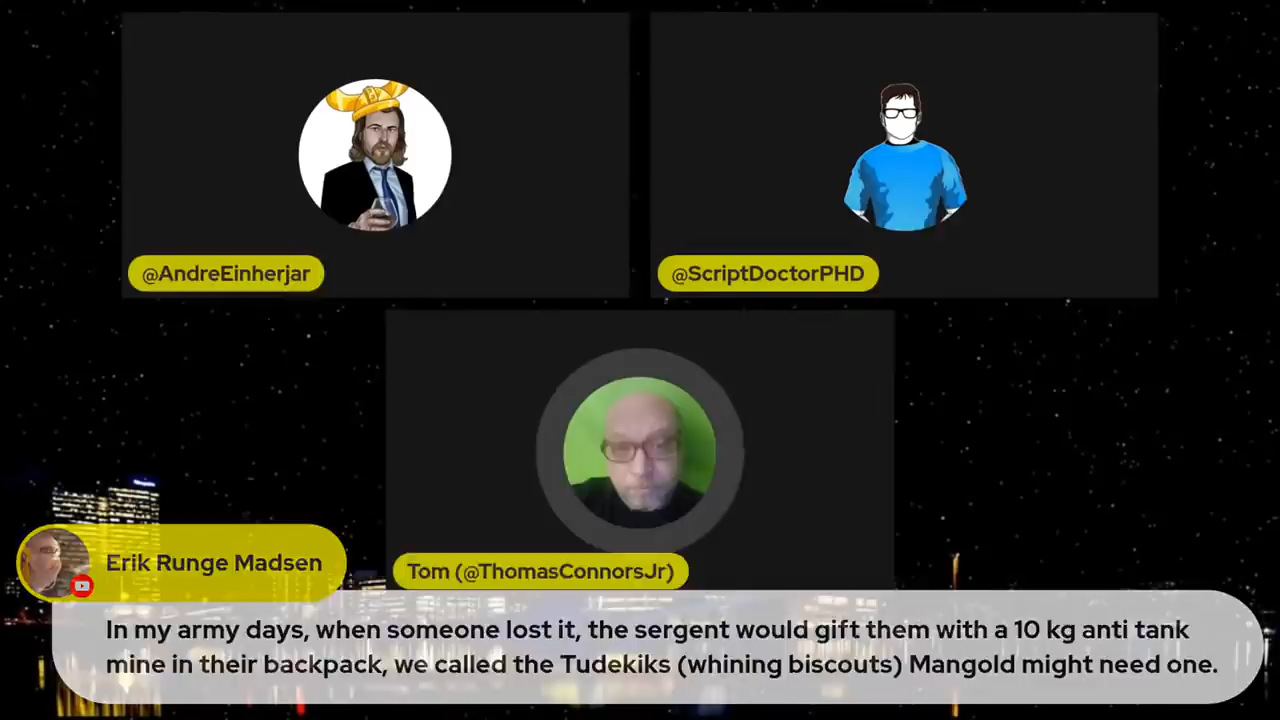 @AndreEinherjar
@ScriptDoctorPHD
Erik Runge Madsen
Tom (@ThomasConnorsJr)
In my army days, when someone lost it, the sergent would gift them with a 10 kg anti tank
mine in their backpack, we called the Tudekiks (whining biscouts) Mangold might need one.